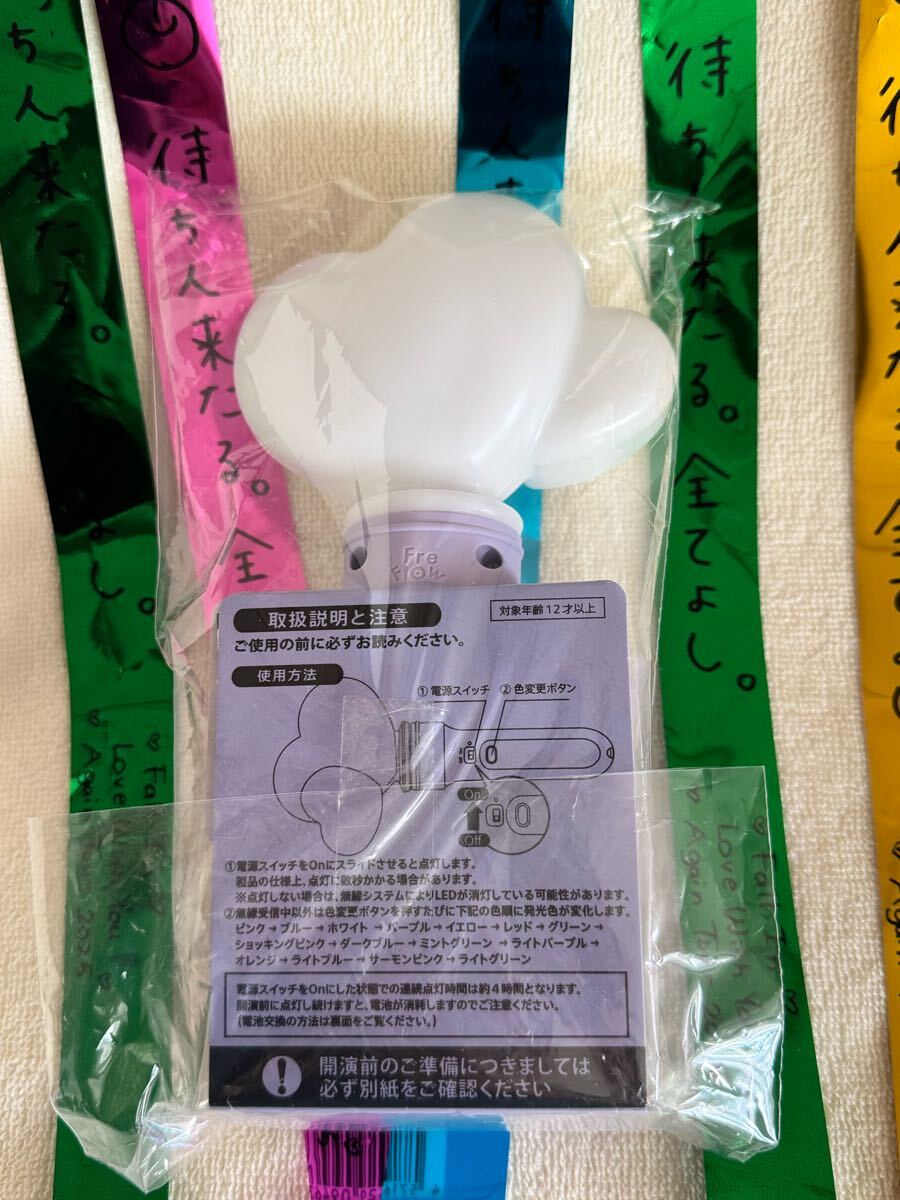 ち人来たる。全
よし。
待ち人来たる。全
待ち人
待ち人来たる。全てよし。
待ち人来たる 全てよ
Fre
Flow
取扱説明と注意
対象年齢12才以上
ご使用の前に必ずお読みください。
使用方法
①電源スイッチ ②色変更ボタン
On
Off
①電源スイッチをOnにスライドさせると点灯します。
製品の仕様上、点灯に数秒かかる場合があります。
※点灯しない場合は、無線システムによりLEDが消灯している可能性があります。
②無線受信中以外は色変更ボタンを押すたびに下記の色順に発光色が変化します。
ピンク→ブルー→ホワイト→パープル→イエロー→レッド→グリーン→
ショッキングピンク→ダークブルー→ミントグリーン→ライトパープル→
オレンジ→ライトブルー→サーモンピンク→ライトグリーン
電源スイッチをOnにした状態での連続点灯時間は約4時間となります。
開演前に点灯し続けますと、電池が消耗しますのでご注意ください。
(電池交換の方法は裏面をご覧ください。)
開演前のご準備につきましては
必ず別紙をご確認ください
Fall In
Love With
Again